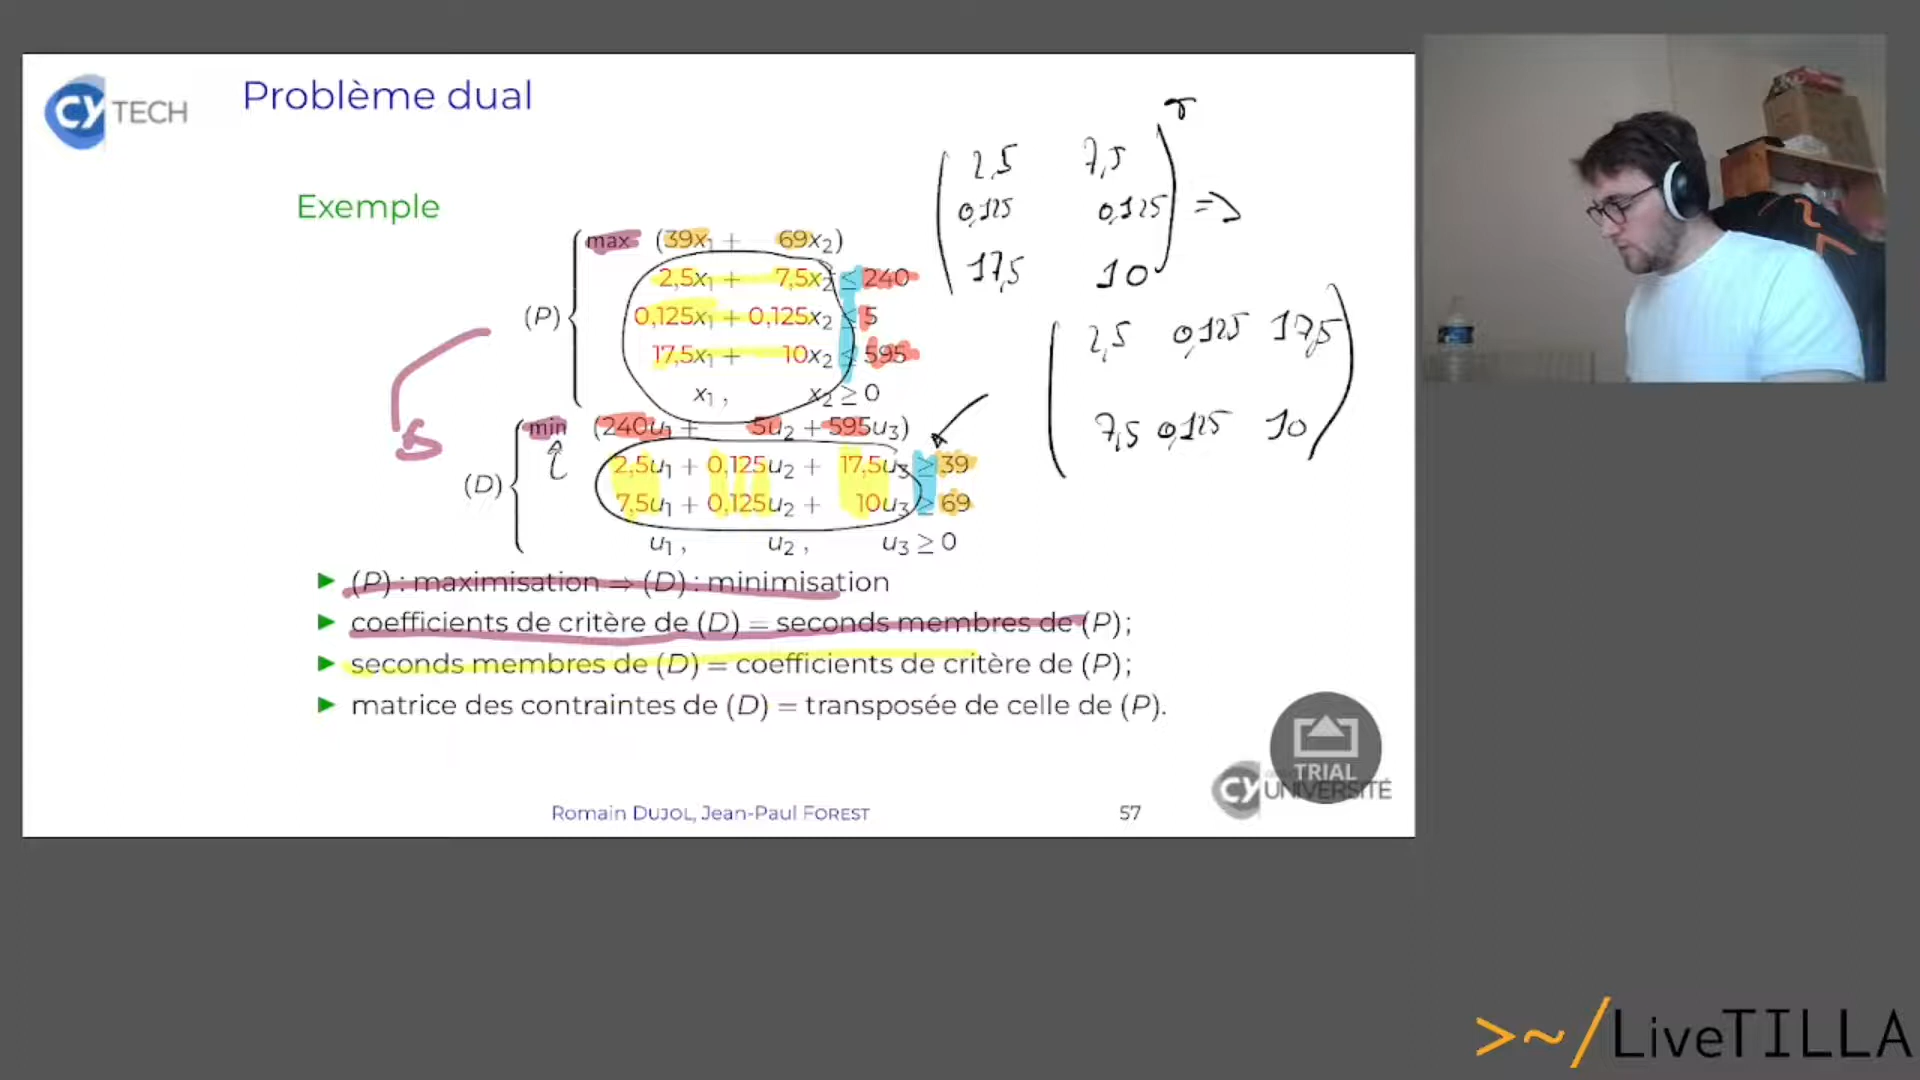 CY TECH
Problème dual
Exemple
max (39x₁ + 69x₂)
2,5x₁ + 7,5x₂ ≤ 240
(P)
0,125x₁ + 0,125x₂ ≤ 5
17,5x₁ + 10x₂ ≤ 595
x₁ , x₂ ≥ 0
min (240u₁ + 5u₂ + 595u₃)
2,5u₁ + 0,125u₂ + 17,5u₃ ≥ 39
(D)
7,5u₁ + 0,125u₂ + 10u₃ ≥ 69
u₁ , u₂ , u₃ ≥ 0
2,5 7,5
0,125 0,125 =>
17,5 10
2,5 0,125 17,5
7,5 0,125 10
► (P) : maximisation ⇒ (D) : minimisation
► coefficients de critère de (D) = seconds membres de (P);
► seconds membres de (D) = coefficients de critère de (P);
► matrice des contraintes de (D) = transposée de celle de (P).
TRIAL
CY UNIVERSITÉ
Romain DUJOL, Jean-Paul FOREST 57
>~/LiveTILLA